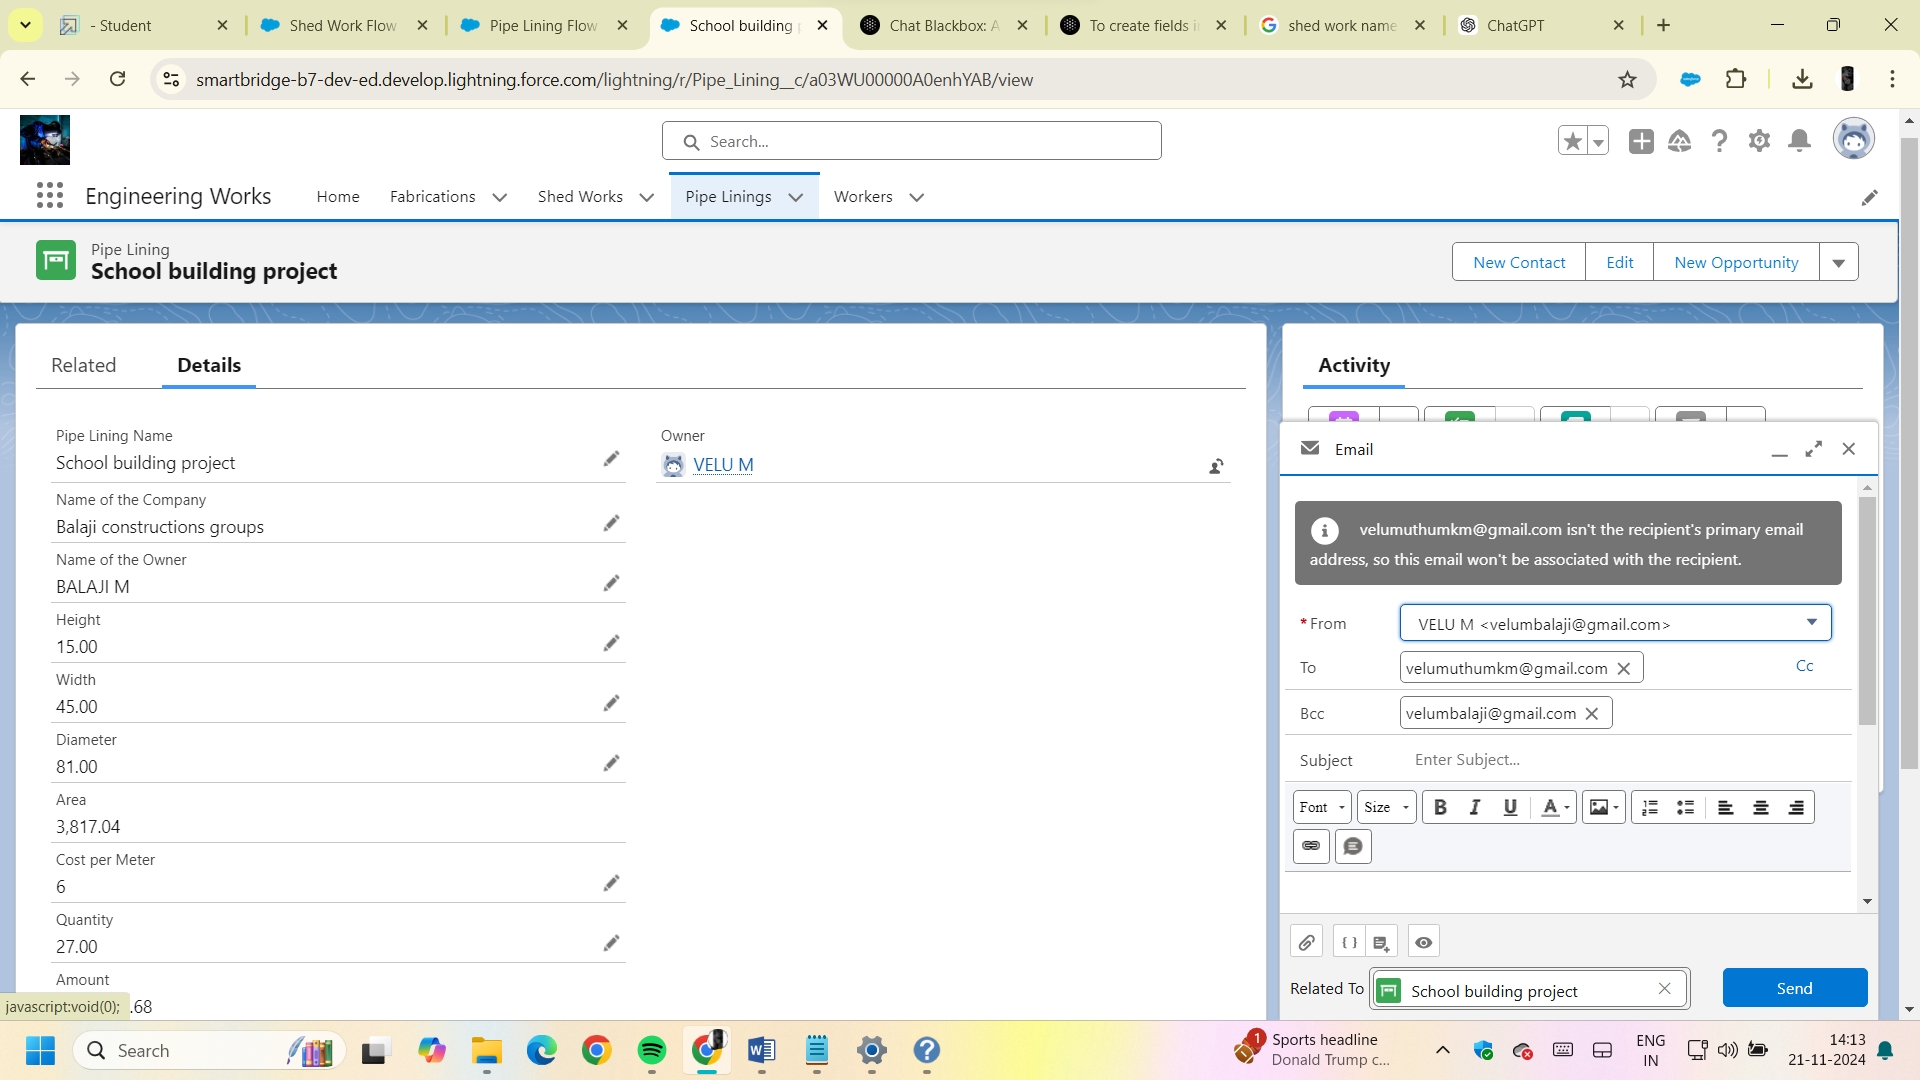 - Student
Shed Work Flow
Pipe Lining Flow
School building p
Chat Blackbox: A
To create fields i
shed work name
ChatGPT
smartbridge-b7-dev-ed.develop.lightning.force.com/lightning/r/Pipe_Lining__c/a03WU00000A0enhYAB/view
Search...
Engineering Works
Home
Fabrications
Shed Works
Pipe Linings
Workers
Pipe Lining
School building project
New Contact
Edit
New Opportunity
Related
Details
Activity
Pipe Lining Name
School building project
Owner
VELU M
Name of the Company
Balaji constructions groups
Name of the Owner
BALAJI M
Height
15.00
Width
45.00
Diameter
81.00
Area
3,817.04
Cost per Meter
6
Quantity
27.00
Amount
.68
javascript:void(0);
Email
velumuthumkm@gmail.com isn't the recipient's primary email
address, so this email won't be associated with the recipient.
*From
VELU M <velumbalaji@gmail.com>
To
velumuthumkm@gmail.com
Cc
Bcc
velumbalaji@gmail.com
Subject
Enter Subject...
Font
Size
B
I
U
A
Related To
School building project
Send
Search
1
Sports headline
Donald Trump c...
ENG
IN
14:13
21-11-2024